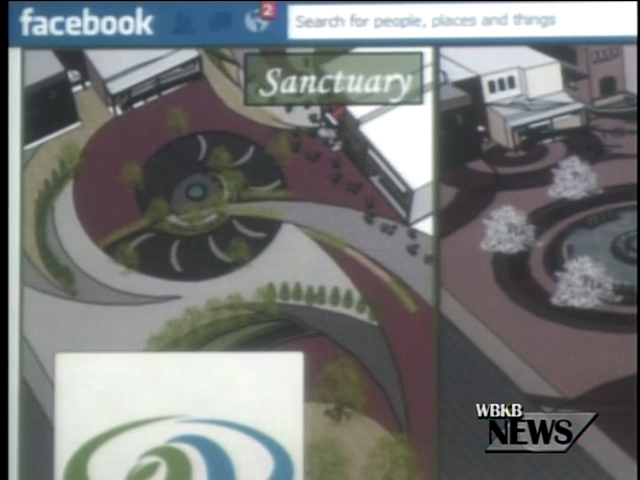 facebook
2
Search for people, places and things
Sanctuary
WBKB
NEWS